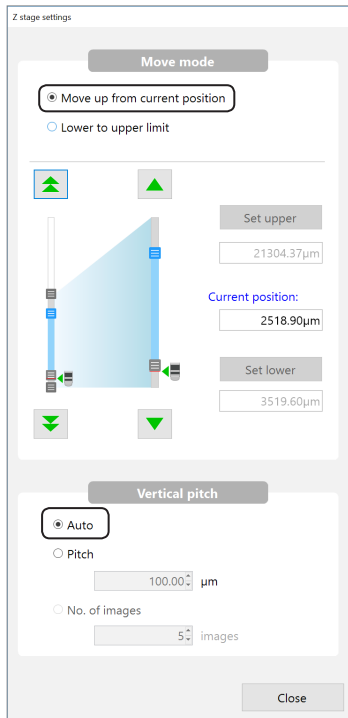 Z stage settings
Move mode
Move up from current position
Lower to upper limit
Set upper
21304.37µm
Current position:
2518.90µm
Set lower
3519.60µm
Vertical pitch
Auto
Pitch
100.00 µm
No. of images
5 images
Close